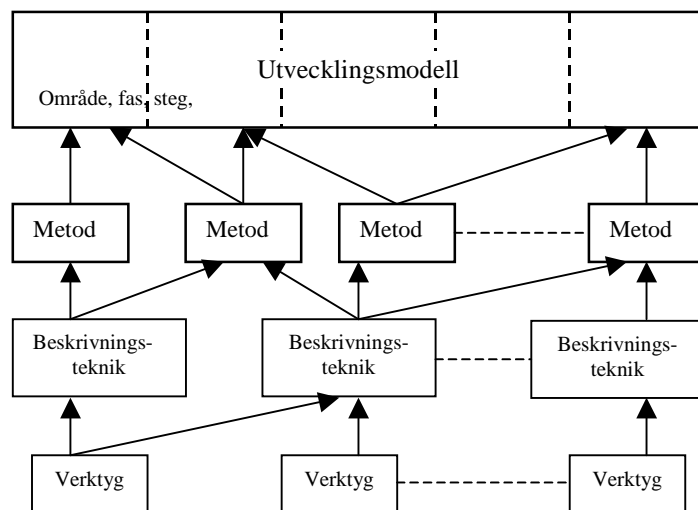 Utvecklingsmodell
Område, fas, steg,
Metod
Metod
Metod
Metod
Beskrivnings-
teknik
Beskrivnings-
teknik
Beskrivnings-
teknik
Verktyg
Verktyg
Verktyg